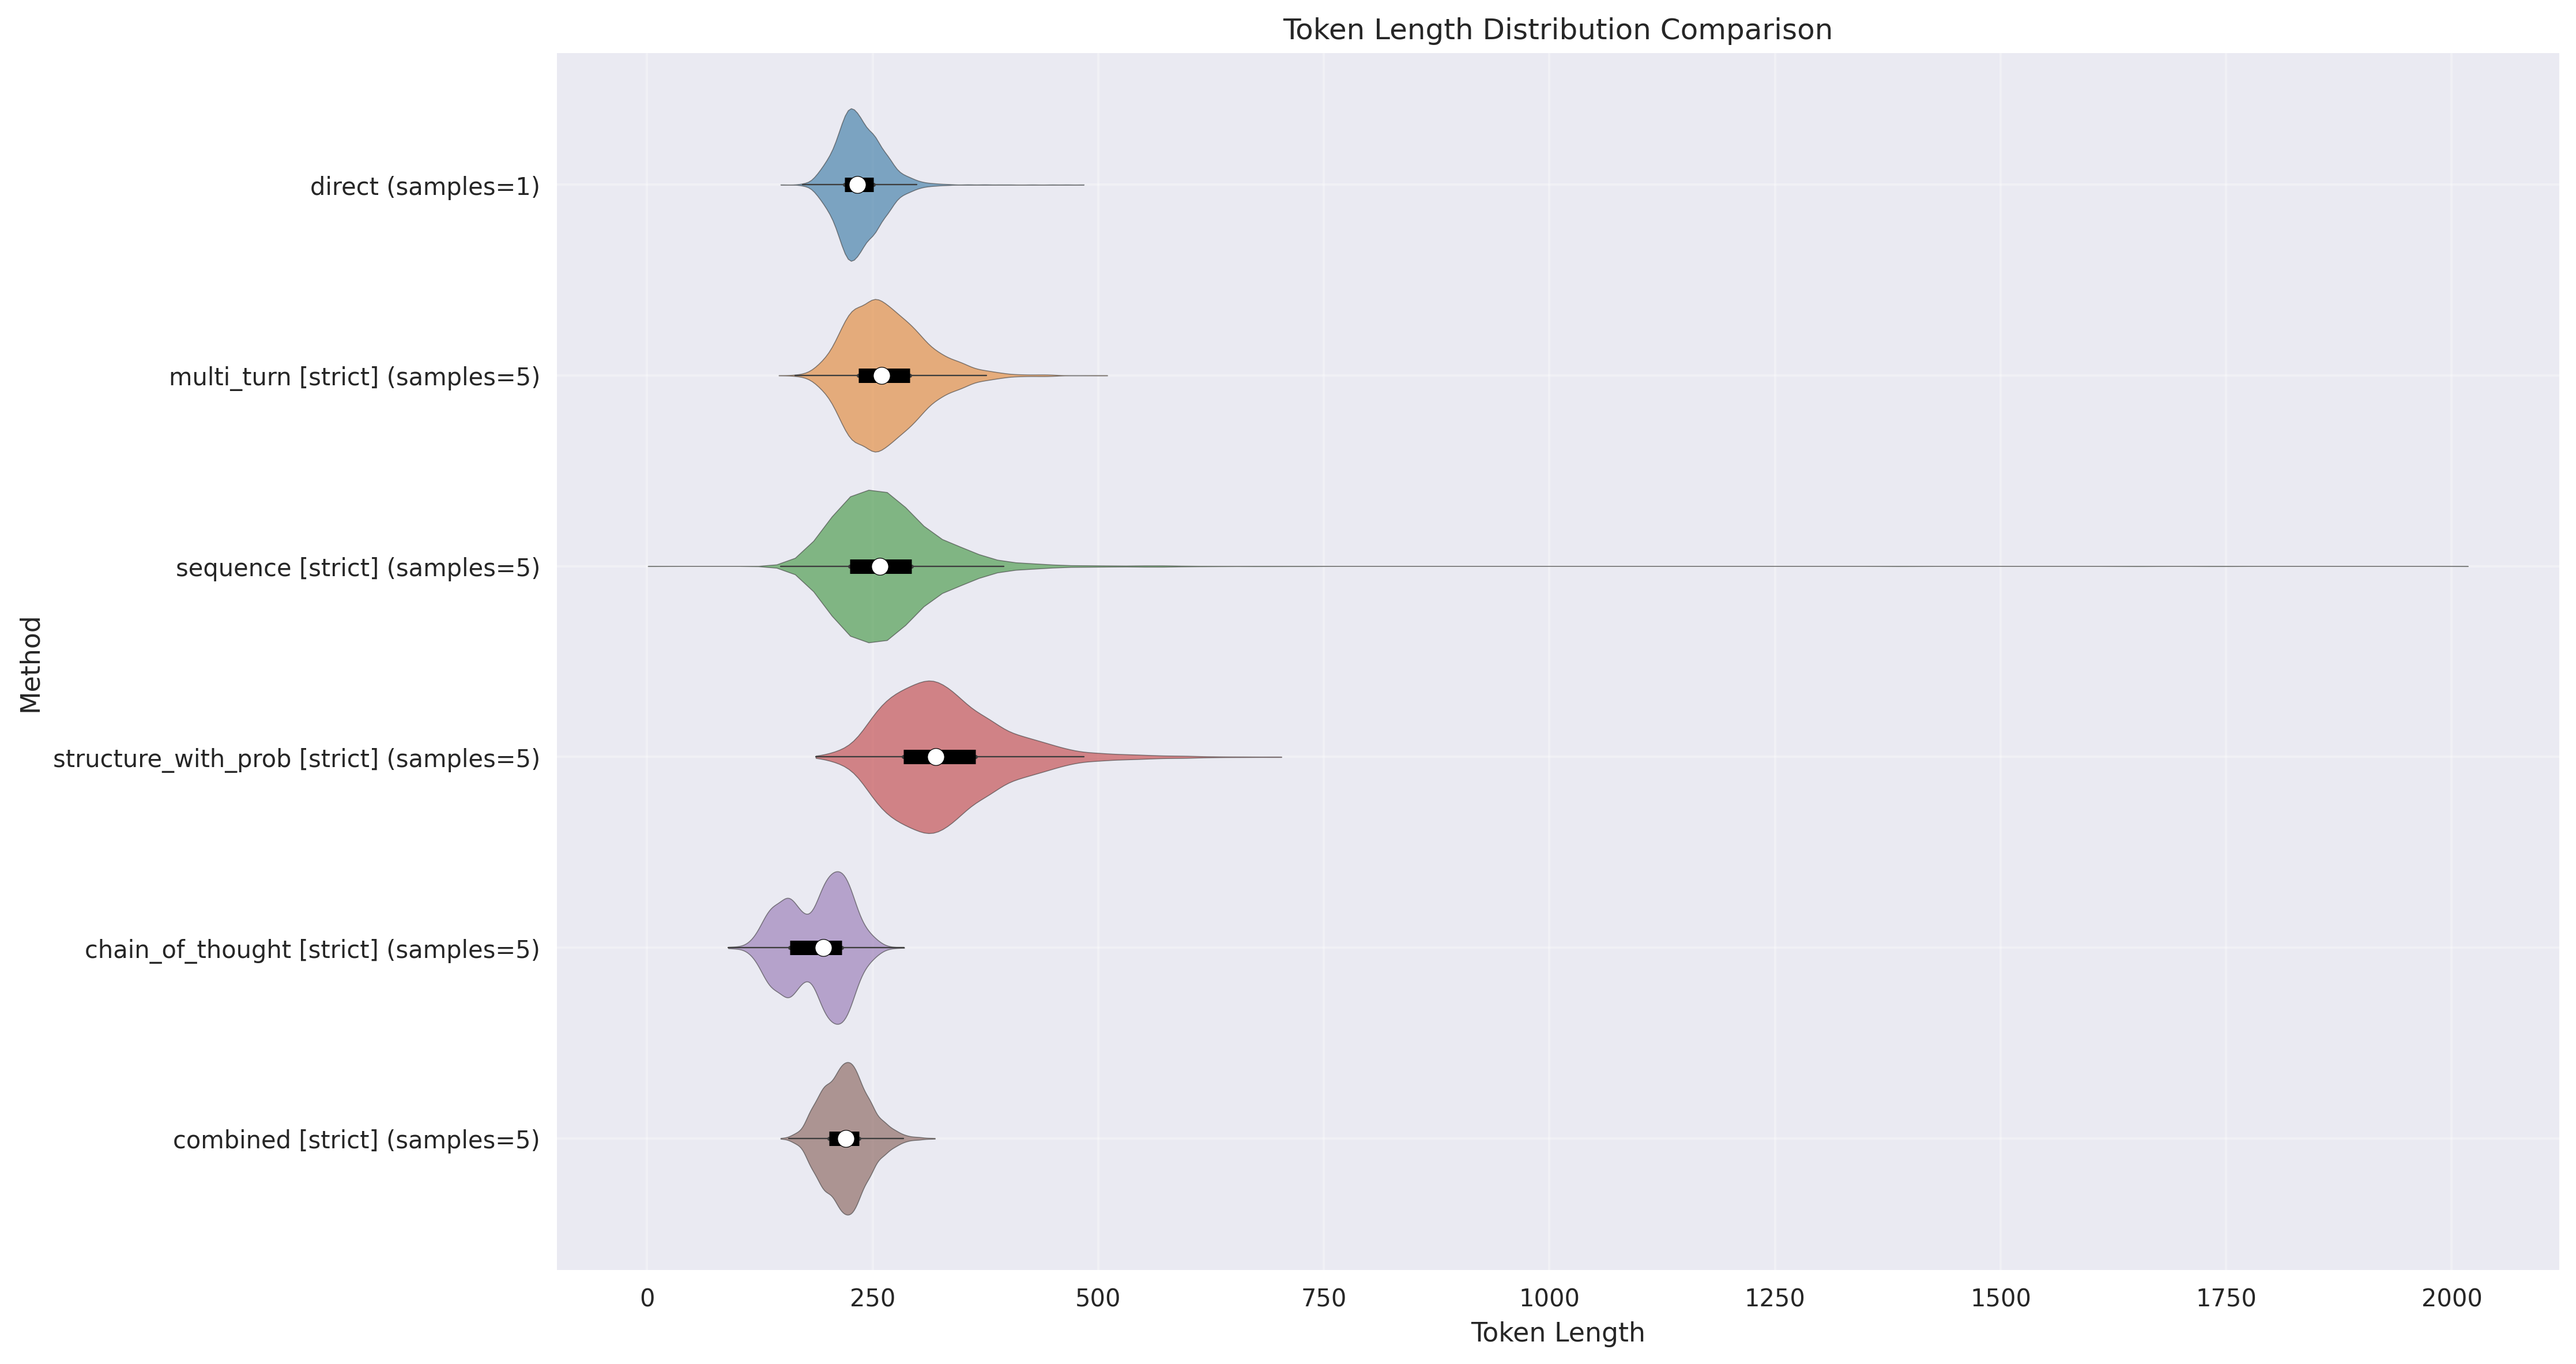 Token Length Distribution Comparison
Method
direct (samples=1)
multi_turn [strict] (samples=5)
sequence [strict] (samples=5)
structure_with_prob [strict] (samples=5)
chain_of_thought [strict] (samples=5)
combined [strict] (samples=5)
0 250 500 750 1000 1250 1500 1750 2000
Token Length